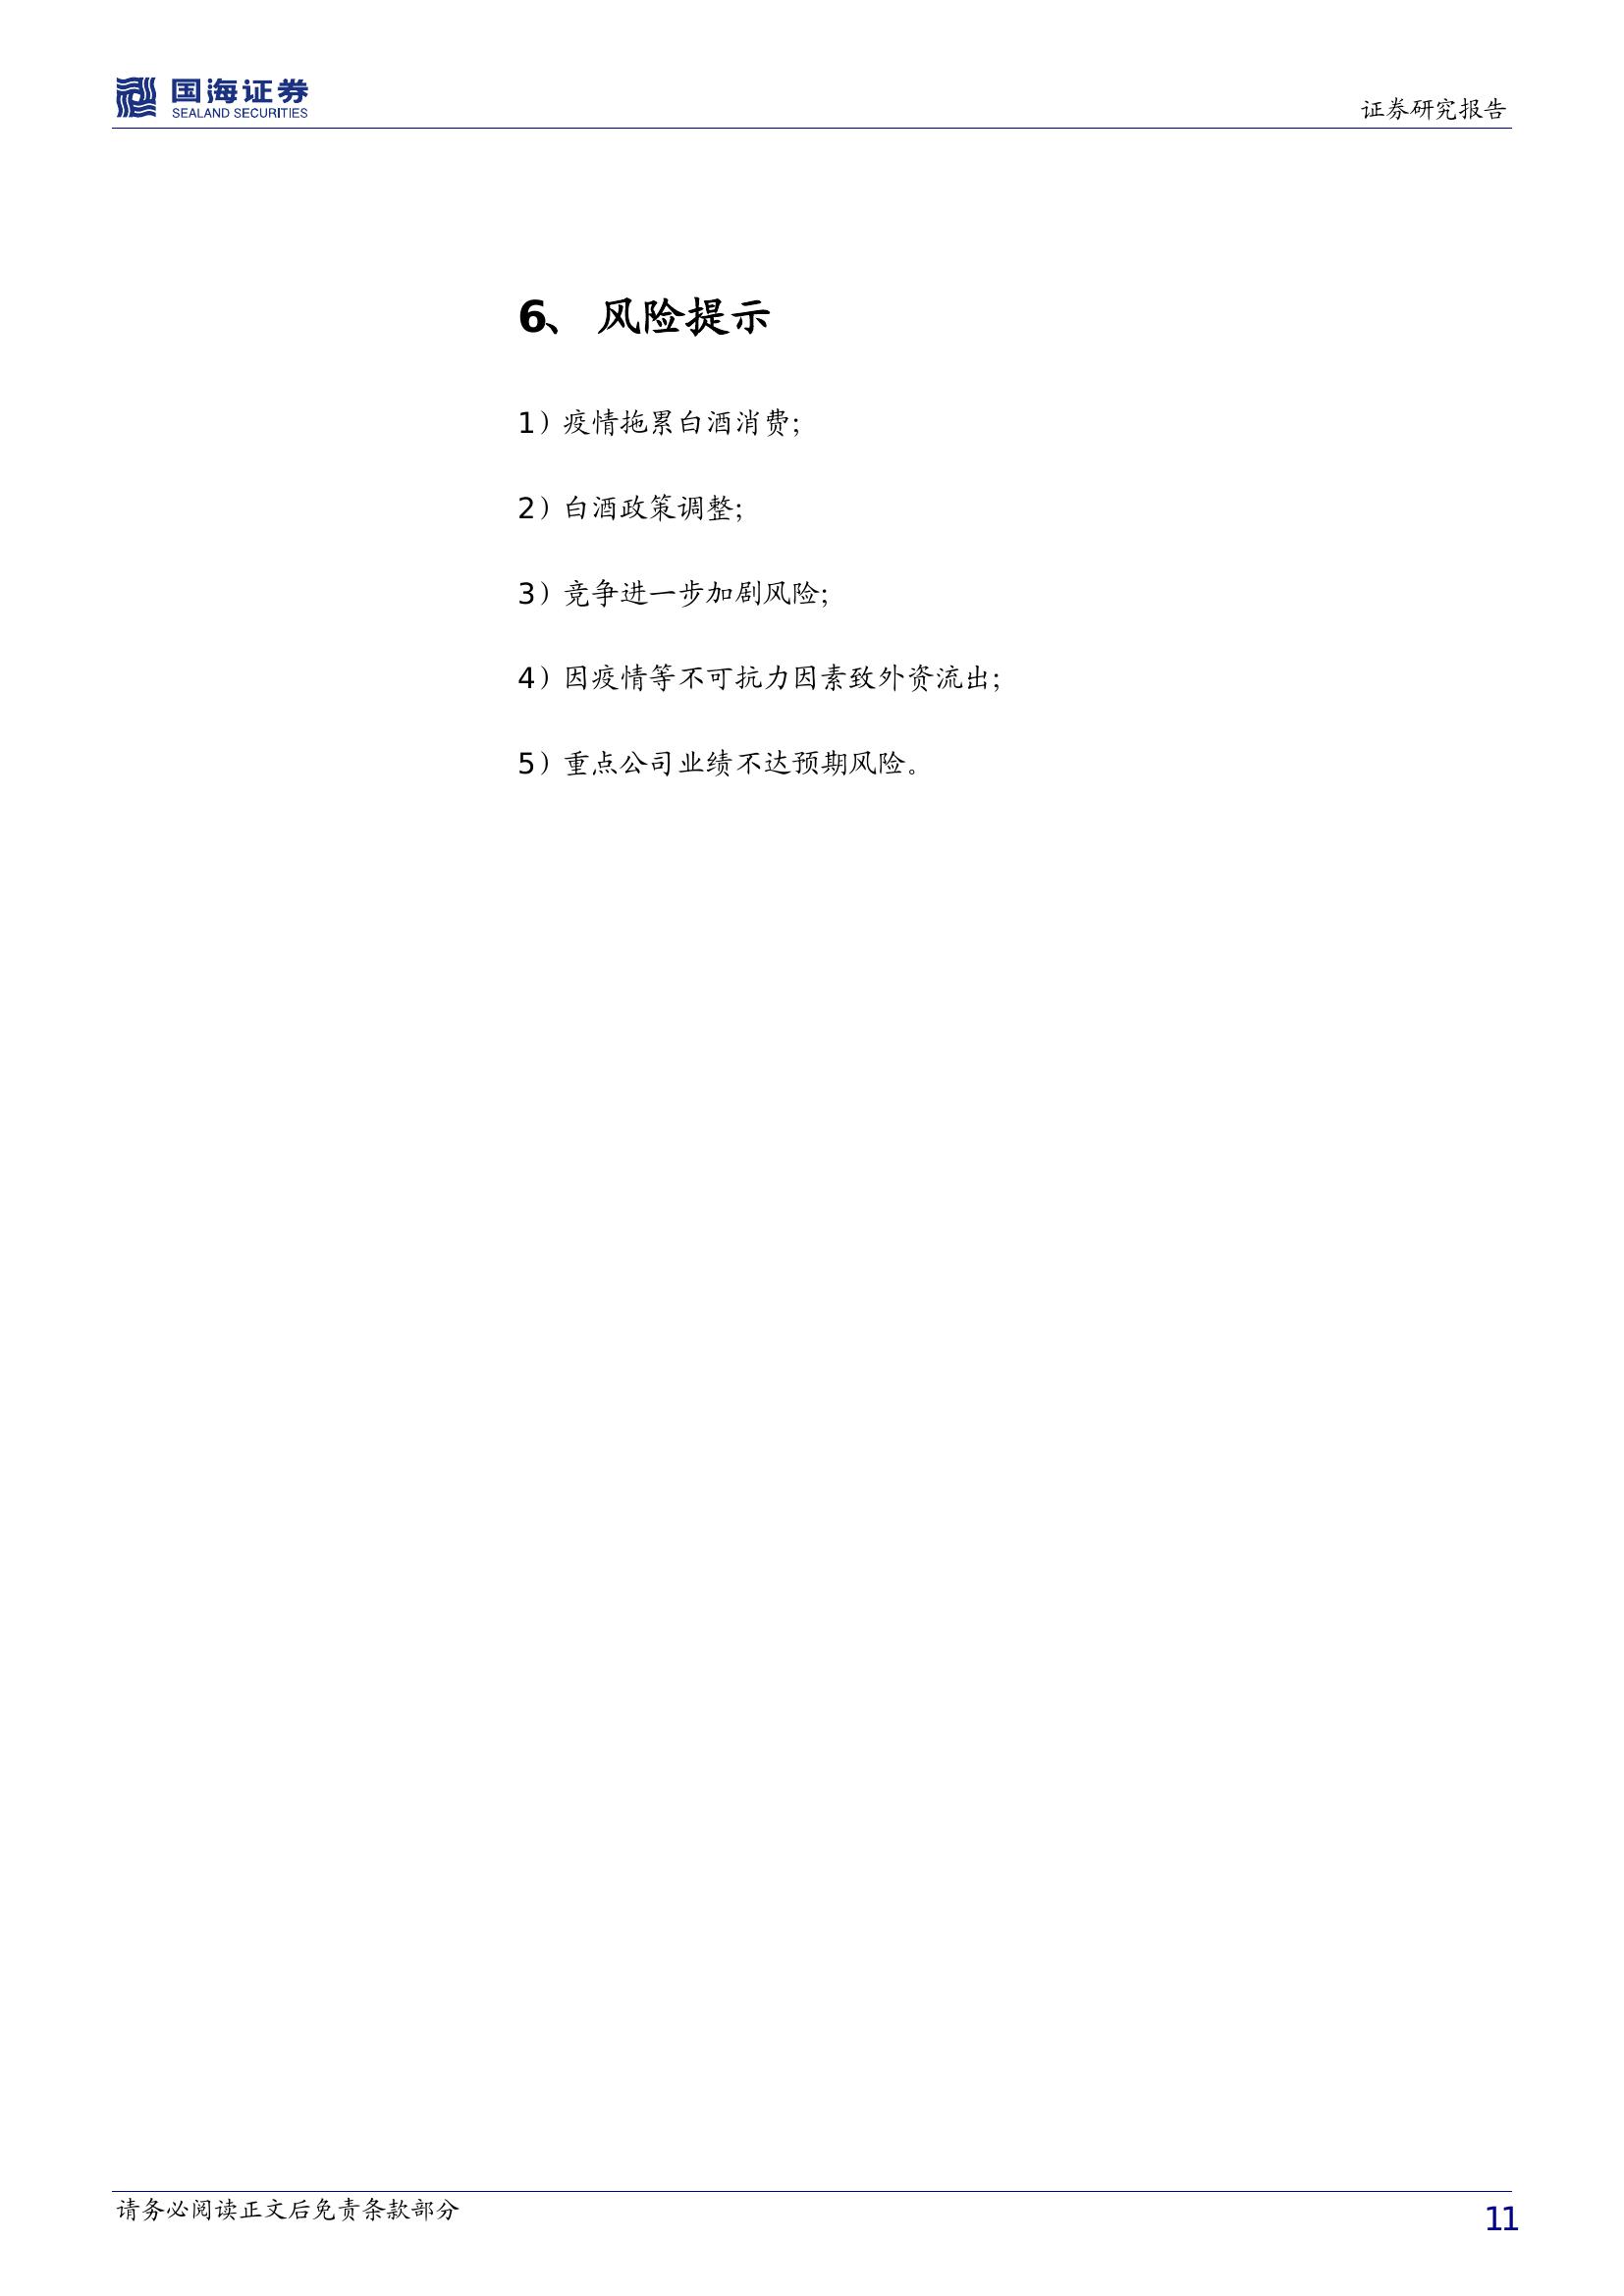 国海证券
SEALAND SECURITIES
证券研究报告
6、 风险提示
1）疫情拖累白酒消费；
2）白酒政策调整；
3）竞争进一步加剧风险；
4）因疫情等不可抗力因素致外资流出；
5）重点公司业绩不达预期风险。
请务必阅读正文后免责条款部分
11